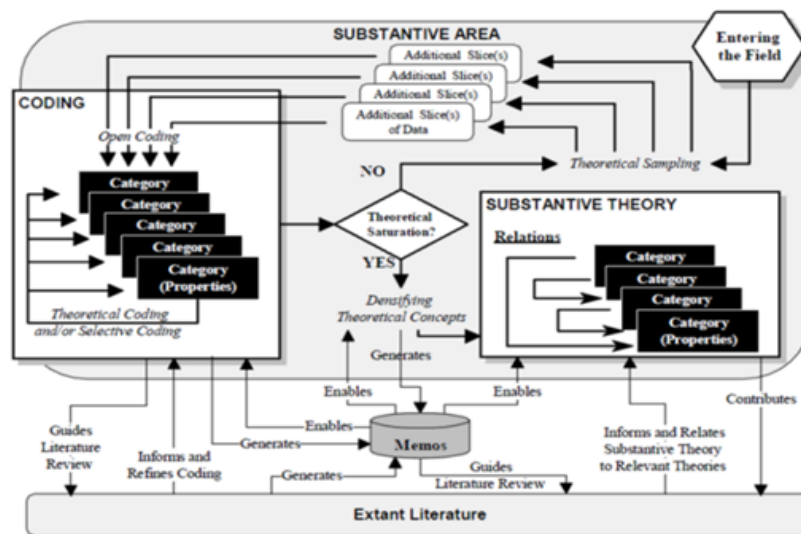 SUBSTANTIVE AREA
Entering
the Field
Additional Slice(s)
Additional Slice(s)
Additional Slice(s)
Additional Slice(s)
of Data
CODING
Open Coding
Category
Category
Category
Category
Category
(Properties)
Theoretical Coding
and/or Selective Coding
NO
Theoretical Sampling
Theoretical
Saturation?
YES
Densifying
Theoretical Concepts
SUBSTANTIVE THEORY
Relations
Category
Category
Category
Category
(Properties)
Generates
Enables
Enables
Contributes
Guides
Literature
Review
Informs and
Refines Coding
Enables
Generates
Memos
Generates
Guides
Literature Review
Informs and Relates
Substantive Theory
to Relevant Theories
Extant Literature